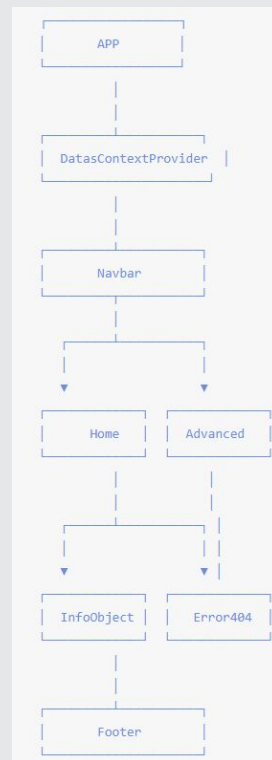 APP
DatasContextProvider
Navbar
Home Advanced
InfoObject Error404
Footer